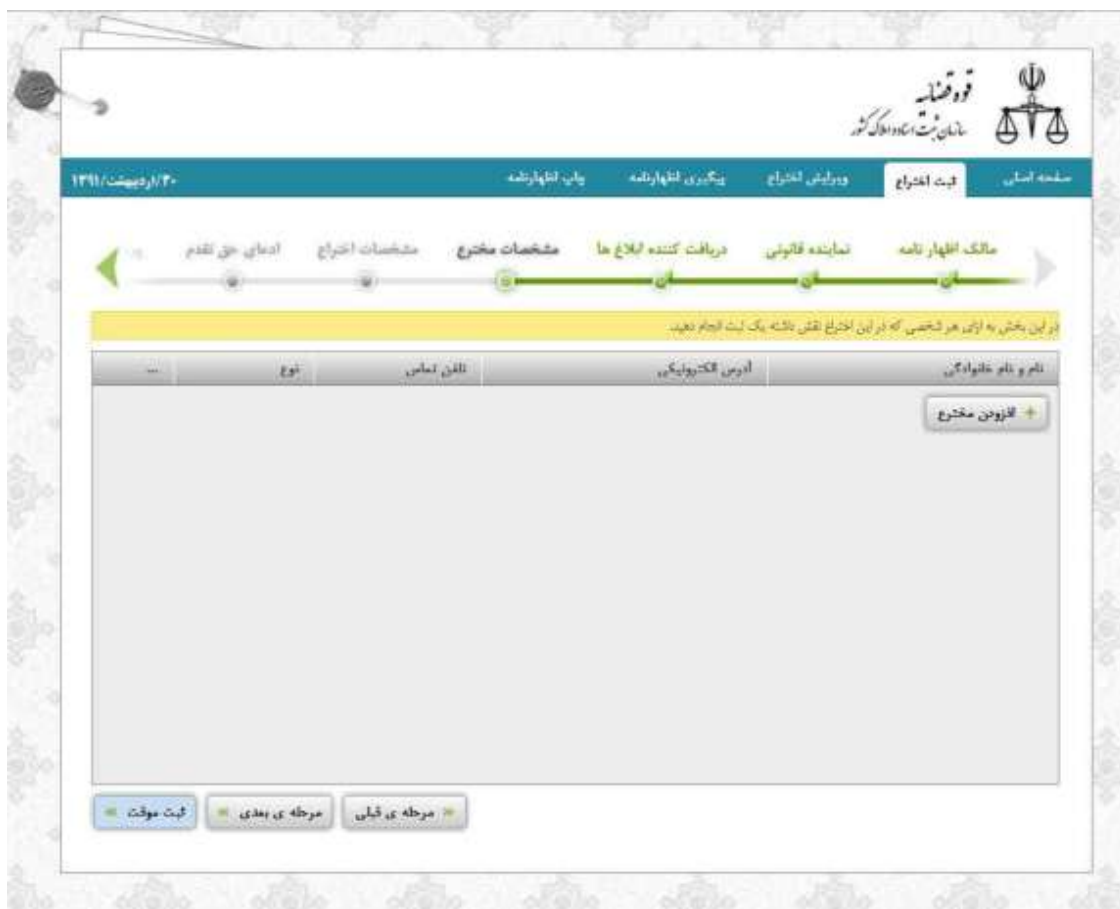 قوه قضائیه
سازمان ثبت اسناد و املاک کشور
صفحه اصلی ثبت اختراع ویرایش اختراع پیگیری اظهارنامه چاپ اظهارنامه ۳۰/اردیبهشت/۱۳۹۱
مالک اظهار نامه نماینده قانونی دریافت کننده ابلاغ ها مشخصات مخترع مشخصات اختراع ادعای حق تقدم
در این بخش به ازای هر شخصی که در این اختراع نقش داشته یک ثبت انجام دهید.
نام و نام خانوادگی آدرس الکترونیکی تلفن تماس نوع ...
+ افزودن مخترع
مرحله ی قبلی مرحله ی بعدی ثبت موقت